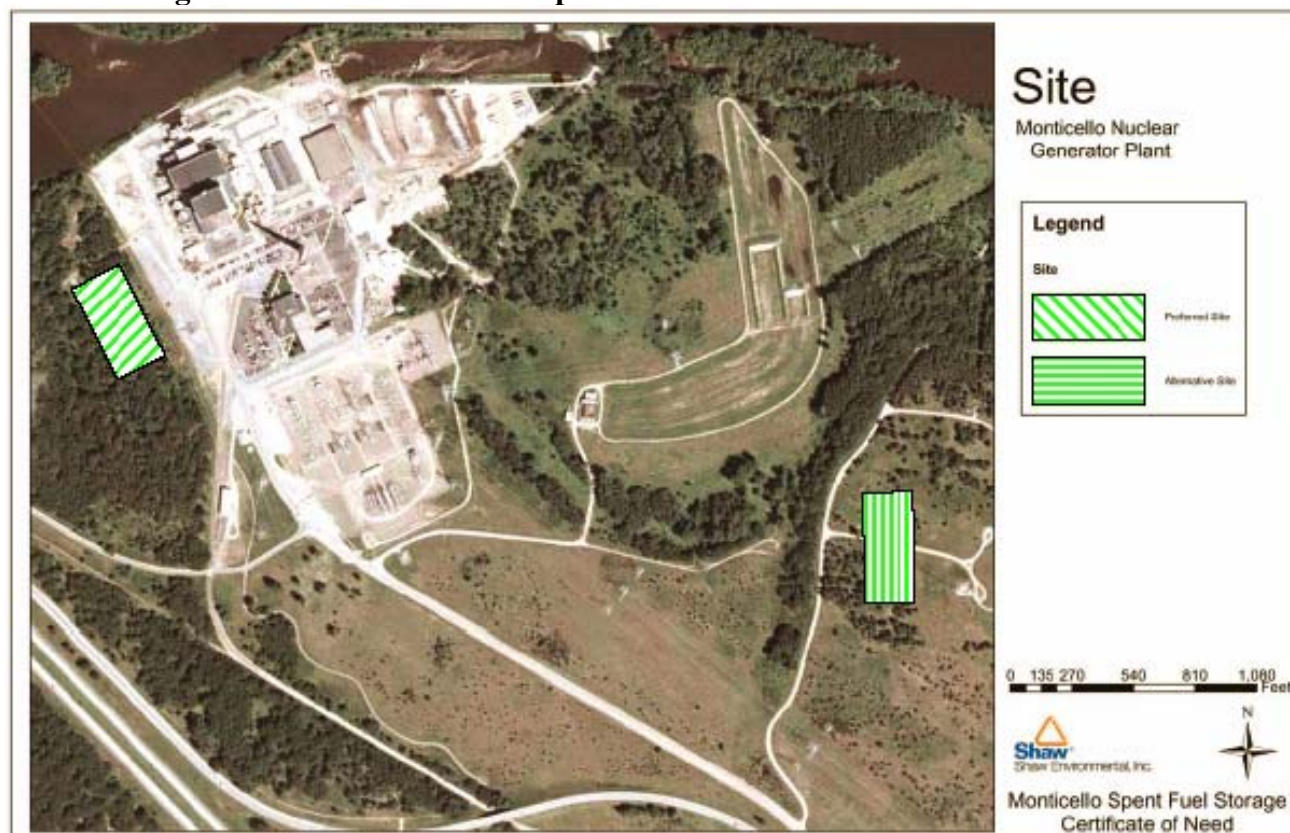 Site
Monticello Nuclear
Generator Plant
Legend
Site
Preferred Site
Alternative Site
0 135 270 540 810 1,080
Feet
N
Shaw
Shaw Environmental, Inc.
Monticello Spent Fuel Storage
Certificate of Need